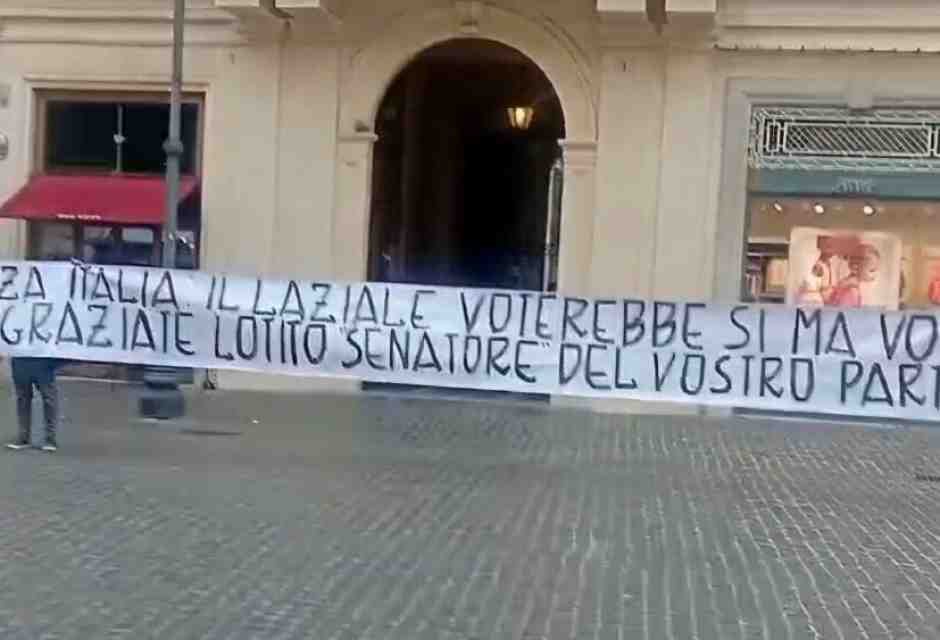 ZA ITALIA: IL LAZIALE VOTEREBBE SI MA VO
GRAZIATE LOTITO "SENATORE" DEL VOSTRO PART